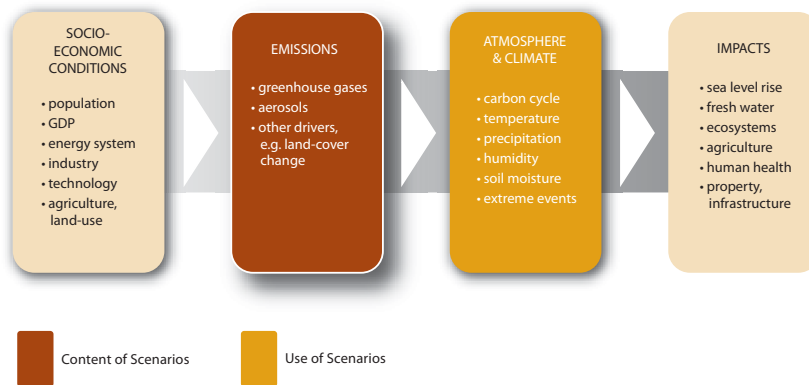 SOCIO-
ECONOMIC
CONDITIONS
• population
• GDP
• energy system
• industry
• technology
• agriculture,
land-use
EMISSIONS
• greenhouse gases
• aerosols
• other drivers,
e.g. land-cover
change
ATMOSPHERE
& CLIMATE
• carbon cycle
• temperature
• precipitation
• humidity
• soil moisture
• extreme events
IMPACTS
• sea level rise
• fresh water
• ecosystems
• agriculture
• human health
• property,
infrastructure
Content of Scenarios
Use of Scenarios